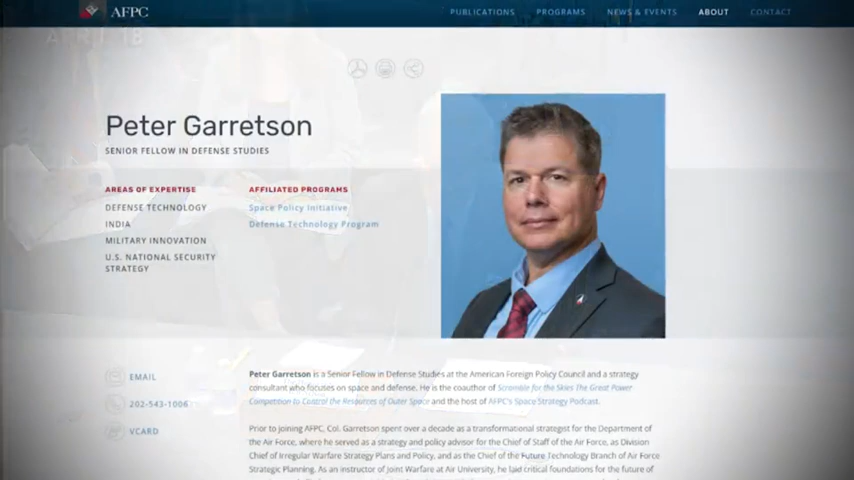 AFPC
PUBLICATIONS PROGRAMS NEWS & EVENTS ABOUT CONTACT
APRIL 18
Peter Garretson
SENIOR FELLOW IN DEFENSE STUDIES
AREAS OF EXPERTISE
DEFENSE TECHNOLOGY
INDIA
MILITARY INNOVATION
U.S. NATIONAL SECURITY
STRATEGY
AFFILIATED PROGRAMS
Space Policy Initiative
Defense Technology Program
EMAIL
202-543-1006
VCARD
Peter Garretson is a Senior Fellow in Defense Studies at the American Foreign Policy Council and a strategy
consultant who focuses on space and defense. He is the coauthor of Scramble for the Skies The Great Power
Competition to Control the Resources of Outer Space and the host of AFPC's Space Strategy Podcast.
Prior to joining AFPC, Col. Garretson spent over a decade as a transformational strategist for the Department of
the Air Force, where he served as a strategy and policy advisor for the Chief of Staff of the Air Force, as Division
Chief of Irregular Warfare Strategy Plans and Policy, and as the Chief of the Future Technology Branch of Air Force
Strategic Planning. As an instructor of Joint Warfare at Air University, he laid critical foundations for the future of